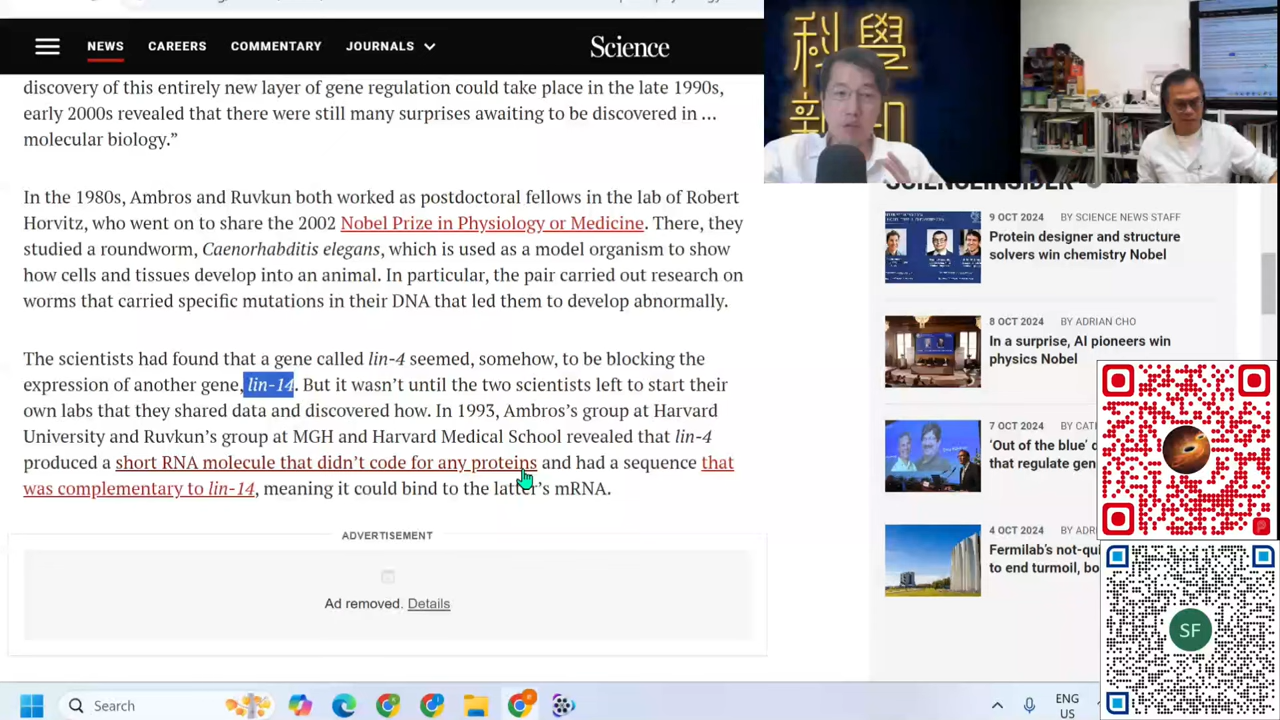 NEWS
CAREERS
COMMENTARY
JOURNALS
Science
科學
新知
discovery of this entirely new layer of gene regulation could take place in the late 1990s,
early 2000s revealed that there were still many surprises awaiting to be discovered in …
molecular biology.”
In the 1980s, Ambros and Ruvkun both worked as postdoctoral fellows in the lab of Robert
Horvitz, who went on to share the 2002 Nobel Prize in Physiology or Medicine. There, they
studied a roundworm, Caenorhabditis elegans, which is used as a model organism to show
how cells and tissues develop into an animal. In particular, the pair carried out research on
worms that carried specific mutations in their DNA that led them to develop abnormally.
The scientists had found that a gene called lin-4 seemed, somehow, to be blocking the
expression of another gene, lin-14. But it wasn’t until the two scientists left to start their
own labs that they shared data and discovered how. In 1993, Ambros’s group at Harvard
University and Ruvkun’s group at MGH and Harvard Medical School revealed that lin-4
produced a short RNA molecule that didn’t code for any proteins and had a sequence that
was complementary to lin-14, meaning it could bind to the latter’s mRNA.
ADVERTISEMENT
Ad removed. Details
SCIENCEINSIDER
9 OCT 2024 BY SCIENCE NEWS STAFF
Protein designer and structure
solvers win chemistry Nobel
8 OCT 2024 BY ADRIAN CHO
In a surprise, AI pioneers win
physics Nobel
7 OCT 2024
‘Out of the blue’
that regulate
4 OCT 2024
Fermilab’s
to end turmoil,
SF
Search
ENG
US